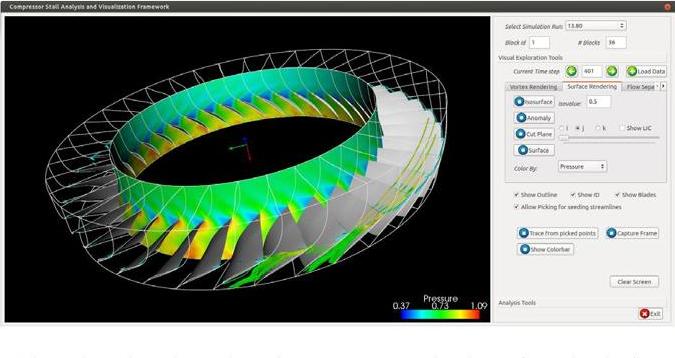 Compressor Stall Analysis and Visualization Framework
Select Simulation Run: 13.80
Block id 1 # Blocks 36
Visual Exploration Tools
Current Time step 401 Load Data
Vortex Rendering Surface Rendering Flow Sepa
Isosurface isovalue: 0.5
Anomaly
i j k Show LIC
Cut Plane
Surface
Color By: Pressure
Show Outline Show ID Show Blades
Allow Picking for seeding streamlines
Trace from picked points Capture Frame
Show Colorbar
Clear Screen
Pressure
0.37 0.73 1.09
Analysis Tools
Exit